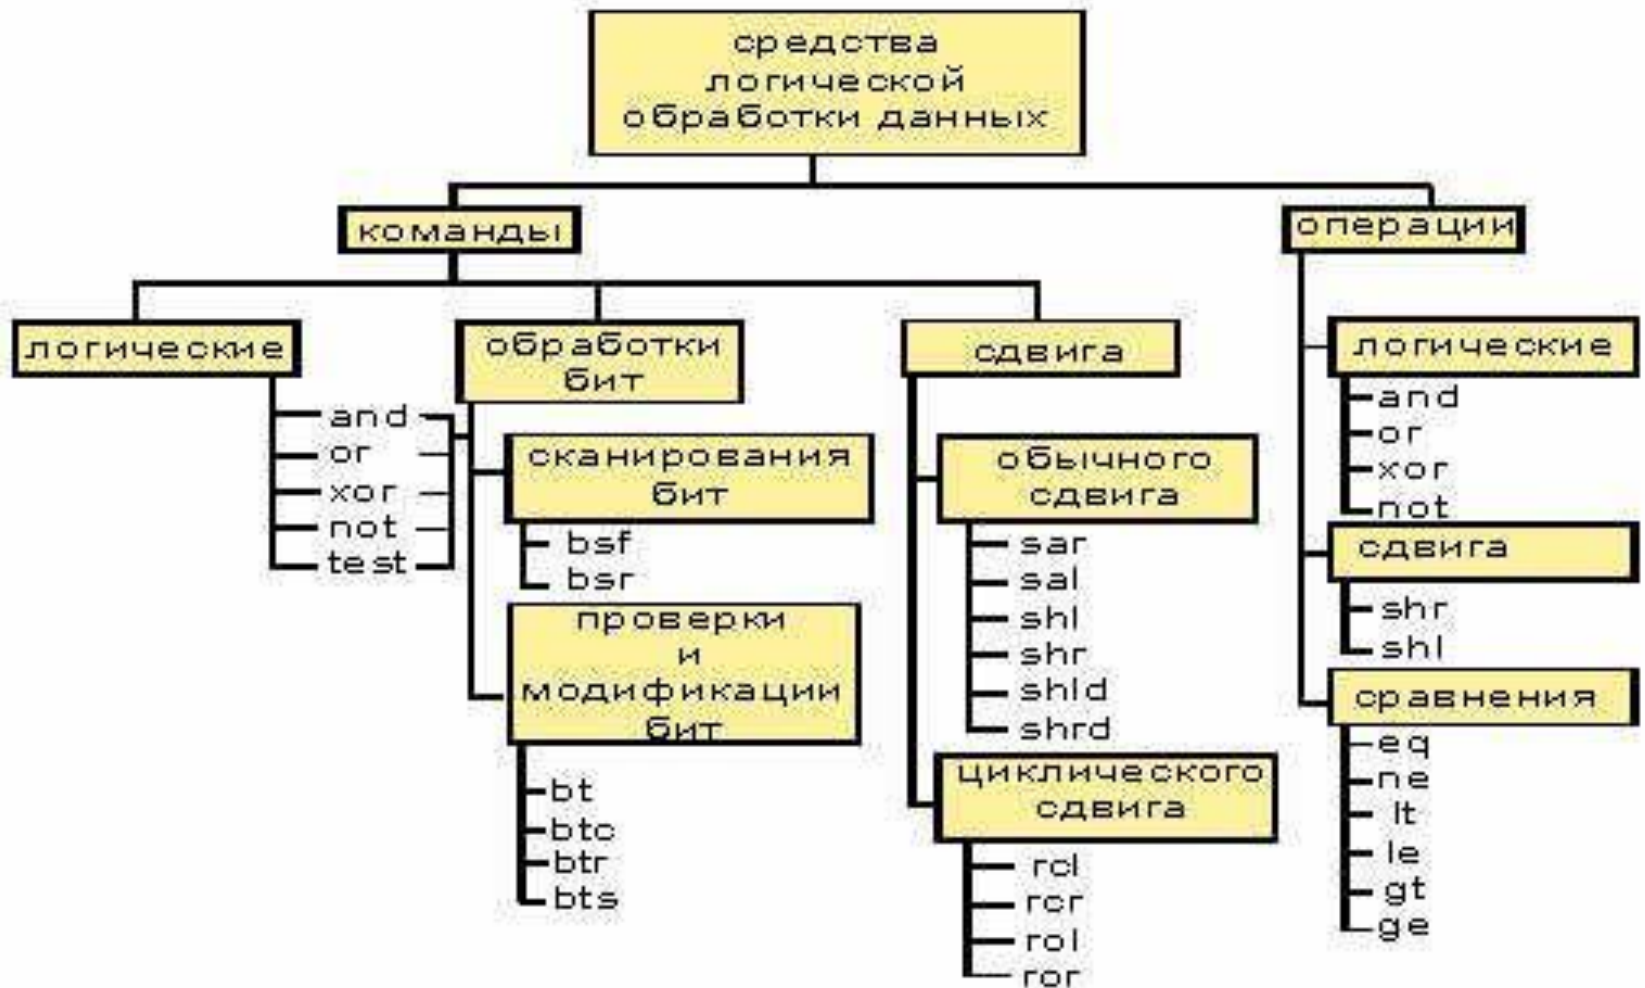 средства
логической
обработки данных
команды
операции
логические
and
or
xor
not
test
обработки
бит
сканирования
бит
bsf
bsr
проверки
и
модификации
бит
bt
btc
btr
bts
сдвига
обычного
сдвига
sar
sal
shl
shr
shld
shrd
циклического
сдвига
rcl
rcr
rol
ror
логические
and
or
xor
not
сдвига
shr
shl
сравнения
eq
ne
lt
le
gt
ge